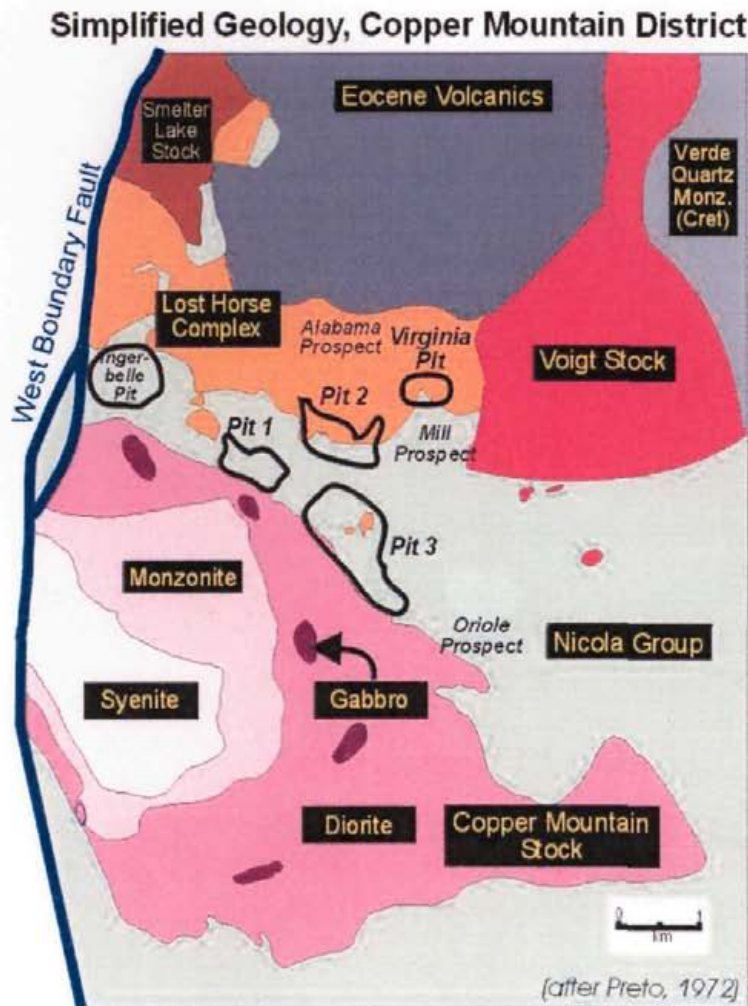 Simplified Geology, Copper Mountain District
Smelter
Lake
Stock
Eocene Volcanics
Verde
Quartz
Monz.
(Cret)
West Boundary Fault
Lost Horse
Complex
Alabama
Prospect
Virginia
Pit
Voigt Stock
Inger-
belle
Pit
Pit 2
Pit 1
Mill
Prospect
Pit 3
Monzonite
Oriole
Prospect
Nicola Group
Syenite
Gabbro
Diorite
Copper Mountain
Stock
0 1
km
(after Preto, 1972)